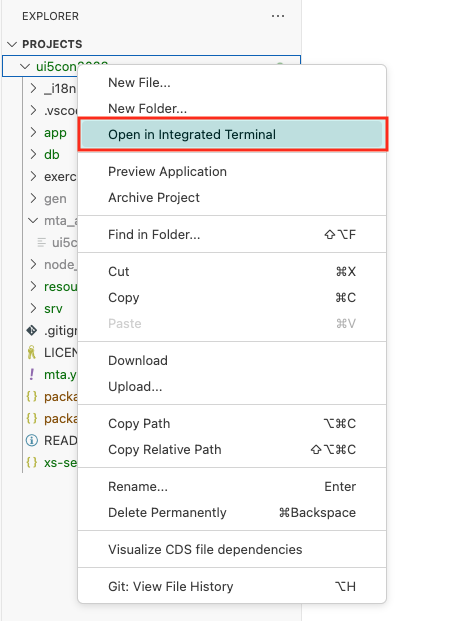 EXPLORER
PROJECTS
_i18n
.vscod
app
db
exerc
gen
mta_a
ui5c
node_
resou
srv
.gitign
LICEN
mta.y
packa
packa
READ
xs-se
New File...
New Folder...
Open in Integrated Terminal
Preview Application
Archive Project
Find in Folder... ⇧⌥F
Cut ⌘X
Copy ⌘C
Paste ⌘V
Download
Upload...
Copy Path ⌥⌘C
Copy Relative Path ⇧⌥⌘C
Rename... Enter
Delete Permanently ⌘Backspace
Visualize CDS file dependencies
Git: View File History ⌥H